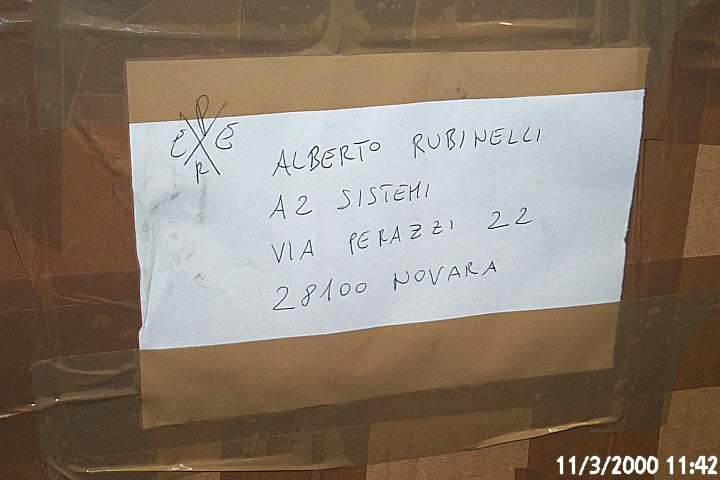 P E E R
ALBERTO RUBINELLI
A2 SISTEMI
VIA PERAZZI 22
28100 NOVARA
11/3/2000 11:42